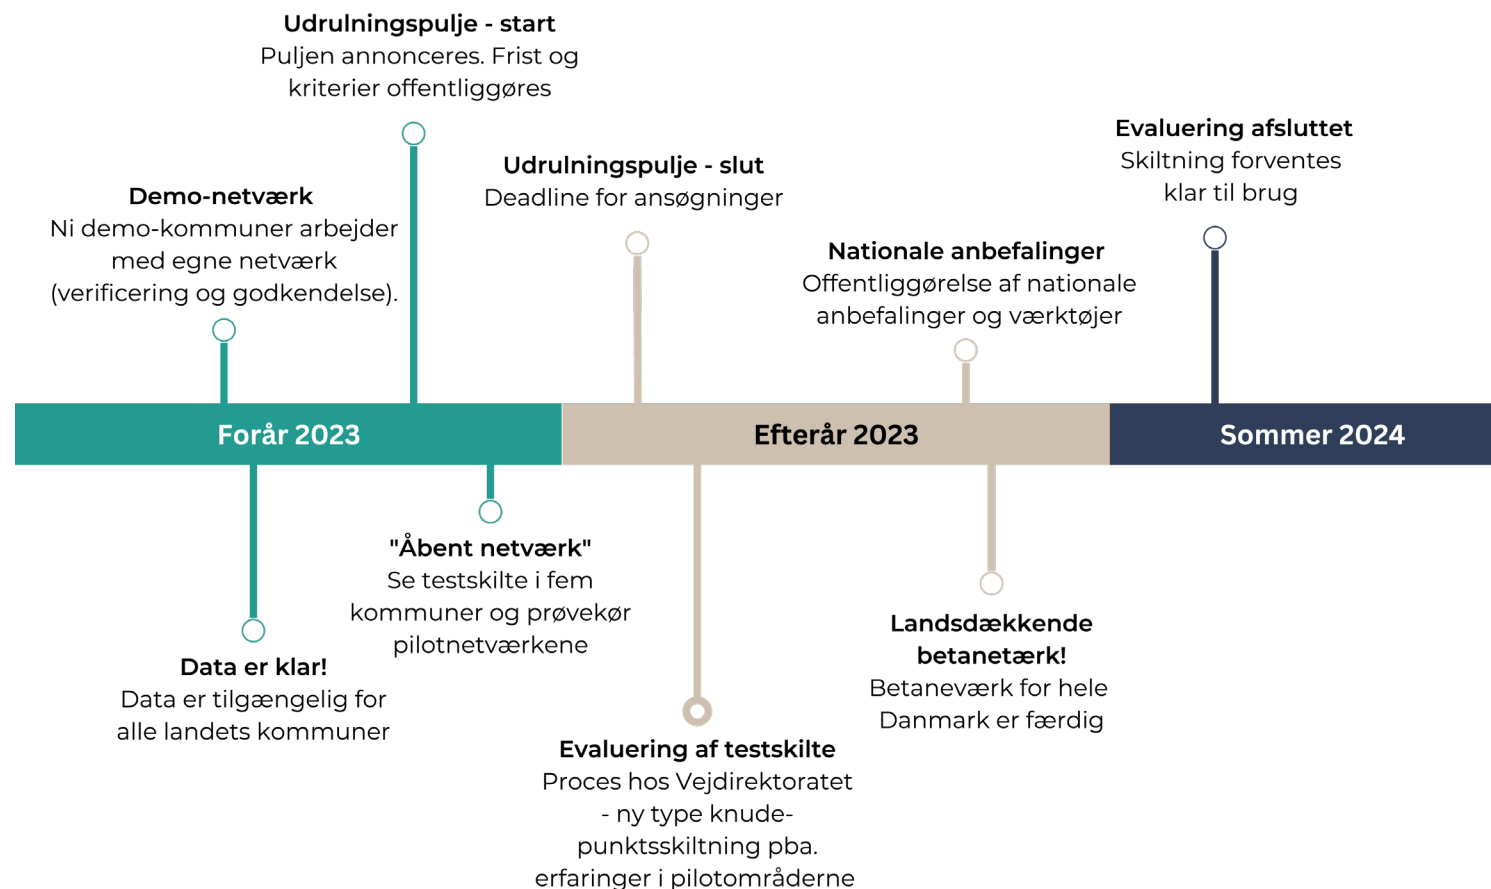 Udrulningspulje - start
Puljen annonceres. Frist og
kriterier offentliggøres
Evaluering afsluttet
Skiltning forventes
klar til brug
Udrulningspulje - slut
Deadline for ansøgninger
Demo-netværk
Ni demo-kommuner arbejder
med egne netværk
(verificering og godkendelse).
Nationale anbefalinger
Offentliggørelse af nationale
anbefalinger og værktøjer
Forår 2023
Efterår 2023
Sommer 2024
"Åbent netværk"
Se testskilte i fem
kommuner og prøvekør
pilotnetværkene
Data er klar!
Data er tilgængelig for
alle landets kommuner
Landsdækkende
betanetærk!
Betaneværk for hele
Danmark er færdig
Evaluering af testskilte
Proces hos Vejdirektoratet
- ny type knude-
punktsskiltning pba.
erfaringer i pilotområderne